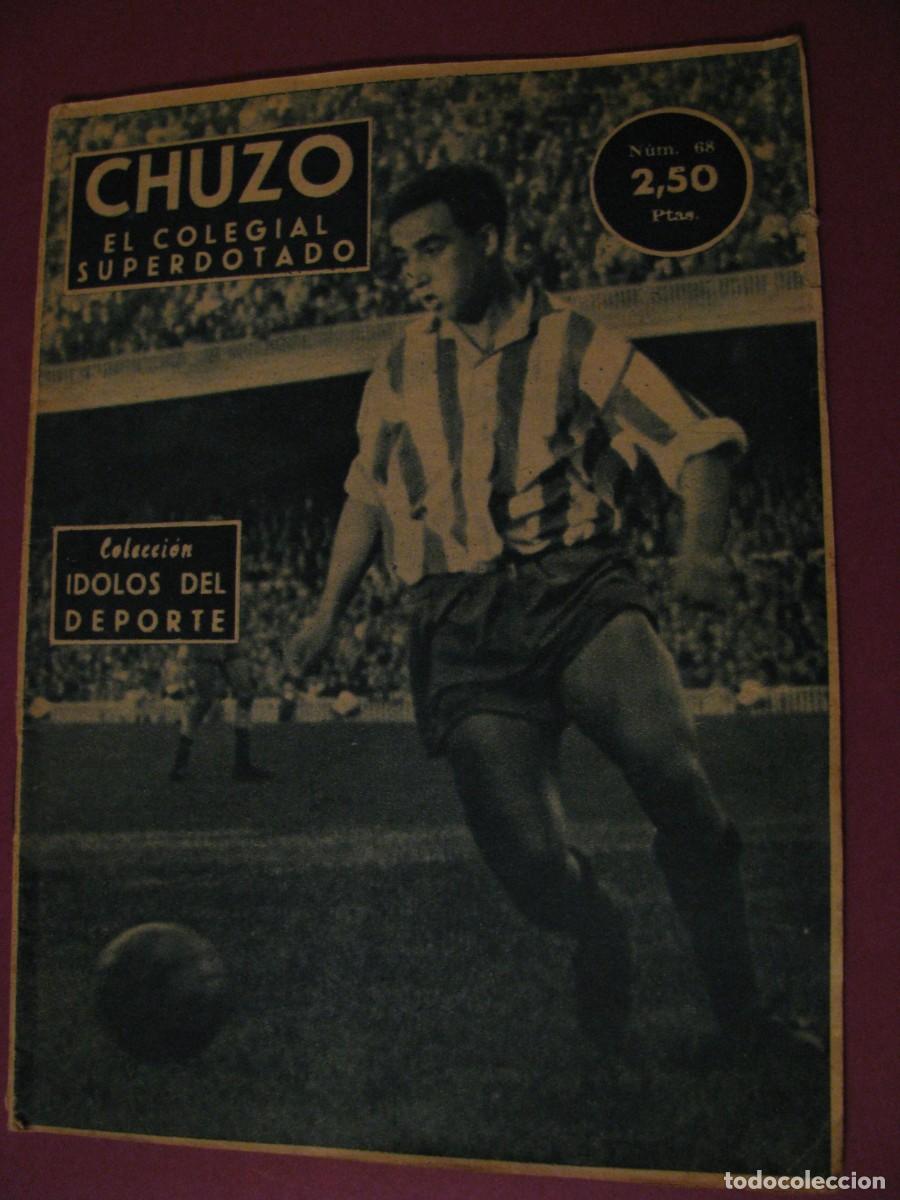 CHUZO
EL COLEGIAL
SUPERDOTADO
Núm. 68
2,50
Ptas.
Colección
IDOLOS DEL
DEPORTE
todocoleccion